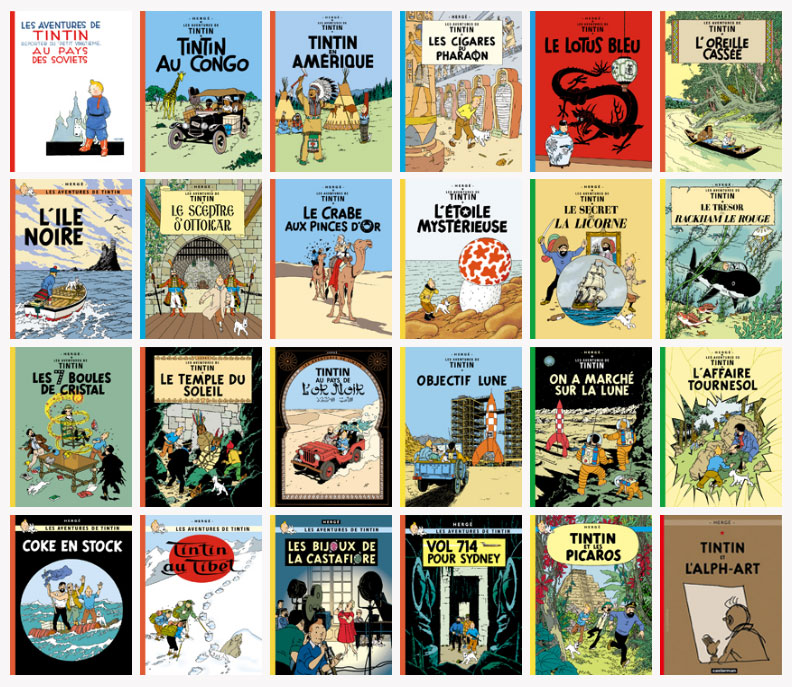 LES AVENTURES DE
TINTIN
REPORTER DU "PETIT VINGTIÈME"
AU PAYS
DES SOVIETS
HERGÉ
LES AVENTURES DE
TINTIN
TINTIN
AU CONGO
HERGÉ
LES AVENTURES DE
TINTIN
TINTIN
EN
AMÉRIQUE
HERGÉ
LES AVENTURES DE
TINTIN
LES CIGARES
DU
PHARAON
HERGÉ
LES AVENTURES DE
TINTIN
LE LOTUS BLEU
HERGÉ
LES AVENTURES DE
TINTIN
L'OREILLE
CASSÉE
HERGÉ
LES AVENTURES DE TINTIN
L'ILE
NOIRE
HERGÉ
LES AVENTURES DE
TINTIN
LE SCEPTRE
D'OTTOKAR
HERGÉ
LES AVENTURES DE
TINTIN
LE CRABE
AUX PINCES D'OR
HERGÉ
LES AVENTURES DE
TINTIN
L'ÉTOILE
MYSTÉRIEUSE
HERGÉ
LES AVENTURES DE
TINTIN
LE SECRET
DE
LA LICORNE
HERGÉ
LES AVENTURES DE
TINTIN
LE TRÉSOR
DE
RACKHAM LE ROUGE
HERGÉ
LES AVENTURES DE
TINTIN
LES 7 BOULES
DE CRISTAL
HERGÉ
LES AVENTURES DE
TINTIN
LE TEMPLE DU
SOLEIL
HERGÉ
TINTIN
AU PAYS DE
L'OR NOIR
HERGÉ
LES AVENTURES DE
TINTIN
OBJECTIF LUNE
HERGÉ
LES AVENTURES DE
TINTIN
ON A MARCHÉ
SUR LA LUNE
HERGÉ
LES AVENTURES DE
TINTIN
L'AFFAIRE
TOURNESOL
HERGÉ
LES AVENTURES DE TINTIN
COKE EN STOCK
HERGÉ
LES AVENTURES DE TINTIN
Tintin
au Tibet
HERGÉ
LES AVENTURES DE TINTIN
LES BIJOUX DE
LA CASTAFIORE
HERGÉ
LES AVENTURES DE TINTIN
VOL 714
POUR SYDNEY
HERGÉ
TINTIN
ET LES
PICAROS
HERGÉ
TINTIN
ET
L'ALPH-ART
casterman